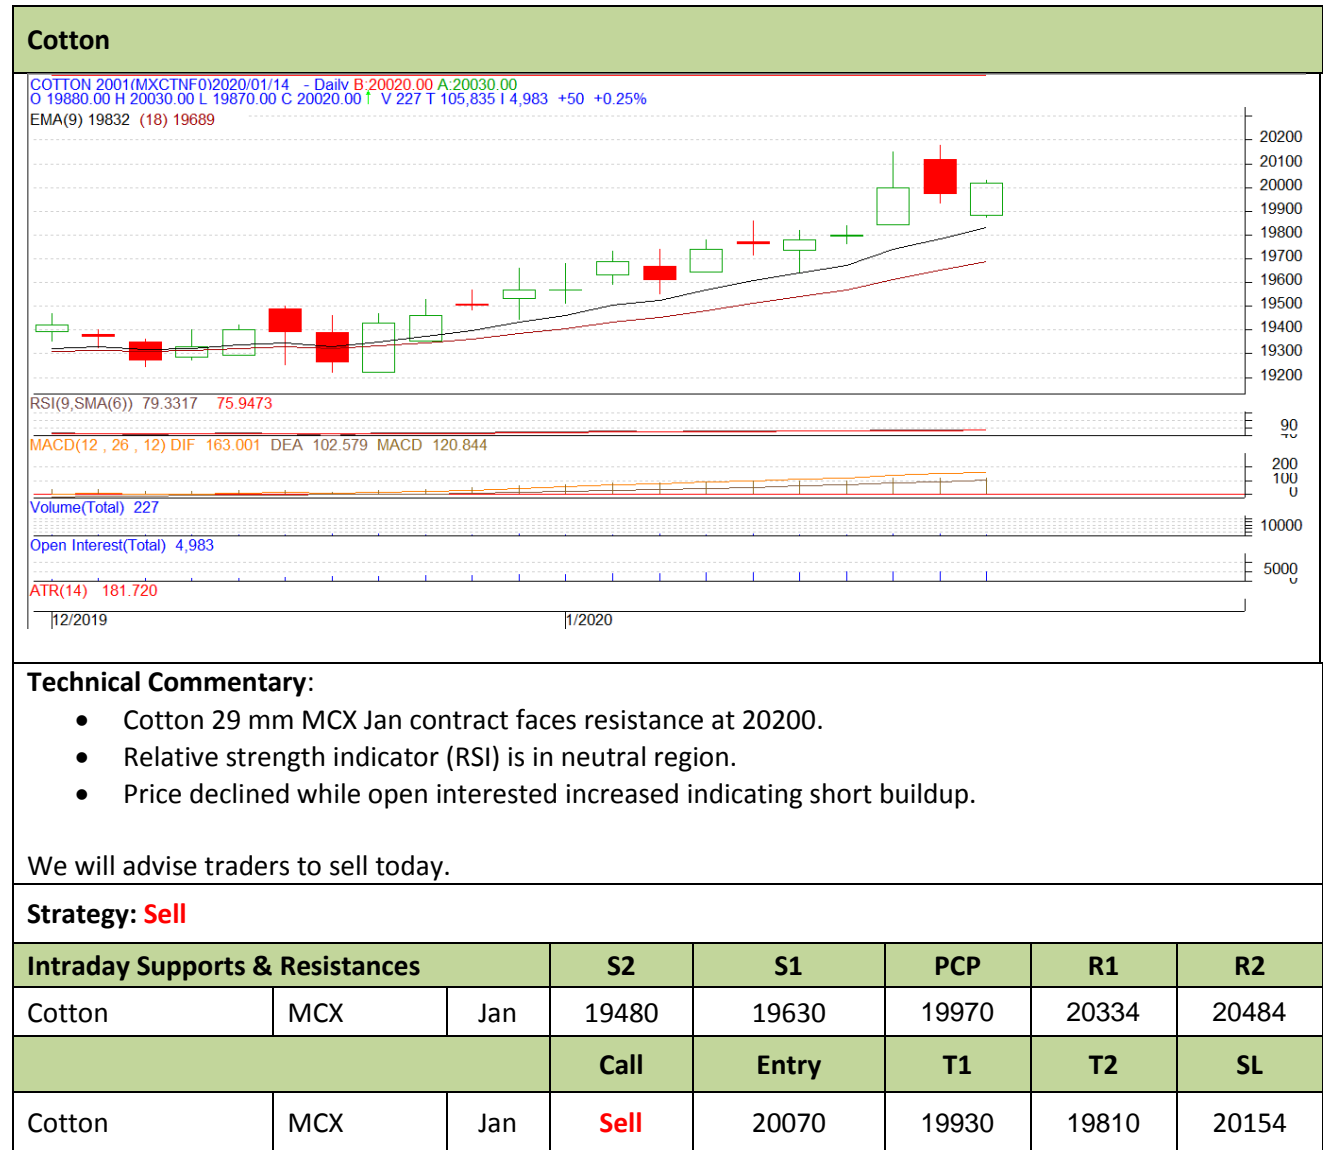 Cotton
COTTON 2001(MXCTNF0)2020/01/14 - Daily B:20020.00 A:20030.00
O 19880.00 H 20030.00 L 19870.00 C 20020.00↑ V 227 T 105,835 I 4,983 +50 +0.25%
EMA(9) 19832 (18) 19689
20200
20100
20000
19900
19800
19700
19600
19500
19400
19300
19200
RSI(9,SMA(6)) 79.3317 75.9473
90
MACD(12 , 26 , 12) DIF 163.001 DEA 102.579 MACD 120.844
200
100
0
Volume(Total) 227
10000
Open Interest(Total) 4,983
5000
0
ATR(14) 181.720
12/2019 1/2020
Technical Commentary:
• Cotton 29 mm MCX Jan contract faces resistance at 20200.
• Relative strength indicator (RSI) is in neutral region.
• Price declined while open interested increased indicating short buildup.
We will advise traders to sell today.
Strategy: Sell
Intraday Supports & Resistances S2 S1 PCP R1 R2
Cotton MCX Jan 19480 19630 19970 20334 20484
Call Entry T1 T2 SL
Cotton MCX Jan Sell 20070 19930 19810 20154